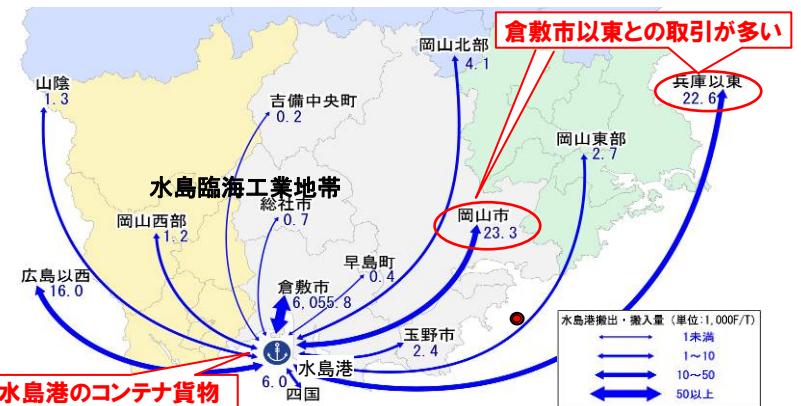 倉敷市以東との取引が多い
岡山北部
4.1
兵庫以東
22.6
山陰
1.3
吉備中央町
0.2
岡山東部
2.7
水島臨海工業地帯
総社市
0.7
岡山西部
1.2
岡山市
23.3
早島町
0.4
広島以西
16.0
倉敷市
6,055.8
玉野市
2.4
水島港
6.0
四国
水島港のコンテナ貨物
水島港搬出・搬入量（単位:1,000F/T）
1未満
1～10
10～50
50以上